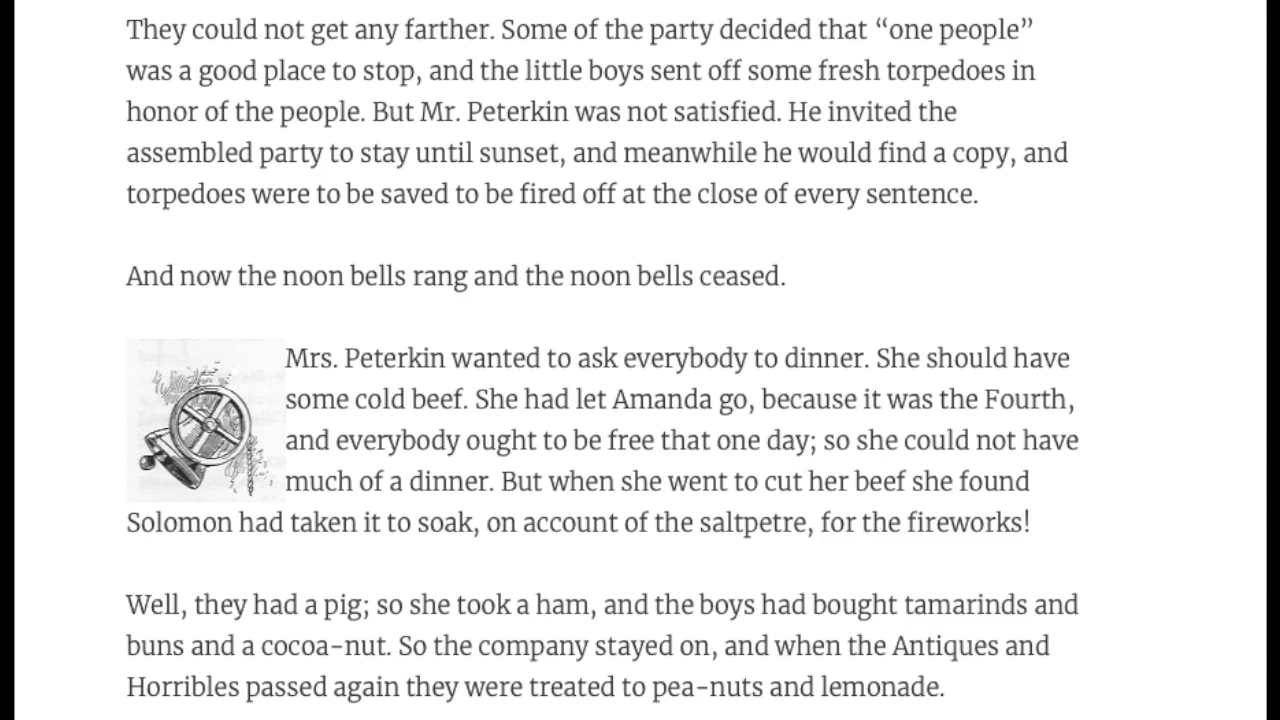 They could not get any farther. Some of the party decided that “one people”
was a good place to stop, and the little boys sent off some fresh torpedoes in
honor of the people. But Mr. Peterkin was not satisfied. He invited the
assembled party to stay until sunset, and meanwhile he would find a copy, and
torpedoes were to be saved to be fired off at the close of every sentence.
And now the noon bells rang and the noon bells ceased.
Mrs. Peterkin wanted to ask everybody to dinner. She should have
some cold beef. She had let Amanda go, because it was the Fourth,
and everybody ought to be free that one day; so she could not have
much of a dinner. But when she went to cut her beef she found
Solomon had taken it to soak, on account of the saltpetre, for the fireworks!
Well, they had a pig; so she took a ham, and the boys had bought tamarinds and
buns and a cocoa-nut. So the company stayed on, and when the Antiques and
Horribles passed again they were treated to pea-nuts and lemonade.